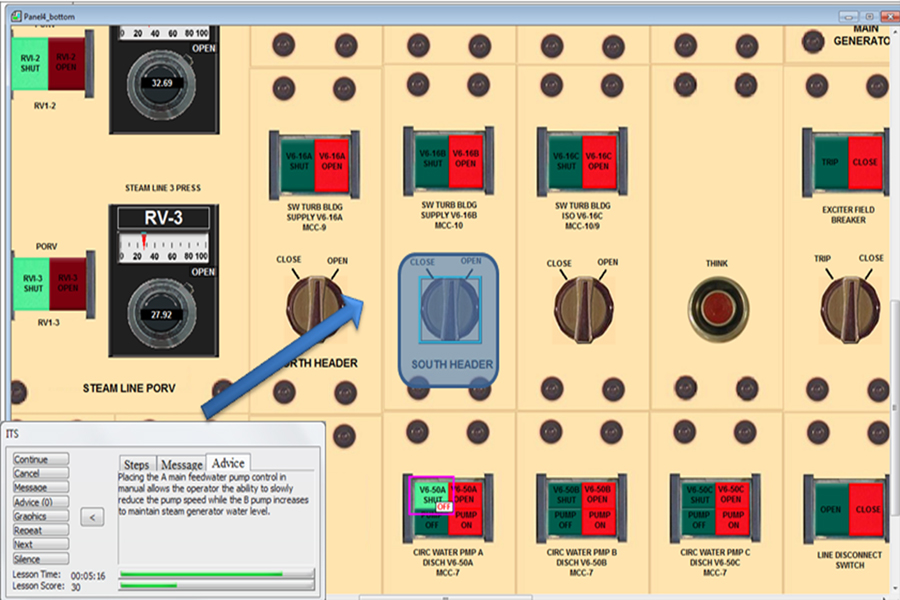 Panel4_bottom
MAIN
GENERATO
0 20 40 60 80 100
OPEN
32.69
RVI-2
SHUT
RVI-2
OPEN
RV1-2
STEAM LINE 3 PRESS
RV-3
0 20 40 60 80 100
OPEN
27.92
PORV
RVI-3
SHUT
RVI-3
OPEN
RV1-3
STEAM LINE PORV
V6-16A
SHUT
V6-16A
OPEN
SW TURB BLDG
SUPPLY V6-16A
MCC-9
V6-16B
SHUT
V6-16B
OPEN
SW TURB BLDG
SUPPLY V6-16B
MCC-10
V6-16C
SHUT
V6-16C
OPEN
SW TURB BLDG
ISO V6-16C
MCC-10/9
TRIP
CLOSE
EXCITER FIELD
BREAKER
CLOSE OPEN
RTH HEADER
CLOSE OPEN
SOUTH HEADER
CLOSE OPEN
THINK
TRIP CLOSE
V6-50A
SHUT
V6-50A
OPEN
OFF
PUMP
OFF
PUMP
ON
CIRC WATER PMP A
DISCH V6-50A
MCC-7
V6-50B
SHUT
V6-50B
OPEN
PUMP
OFF
PUMP
ON
CIRC WATER PMP B
DISCH V6-50B
MCC-7
V6-50C
SHUT
V6-50C
OPEN
PUMP
OFF
PUMP
ON
CIRC WATER PMP C
DISCH V6-50C
MCC-7
OPEN
CLOSE
LINE DISCONNECT
SWITCH
ITS
Continue
Cancel
Message
Advice (0)
Graphics
Repeat
Next
Silence
<
Steps Message Advice
Placing the A main feedwater pump control in
manual allows the operator the ability to slowly
reduce the pump speed while the B pump increases
to maintain steam generator water level.
Lesson Time: 00:05:16
Lesson Score: 30